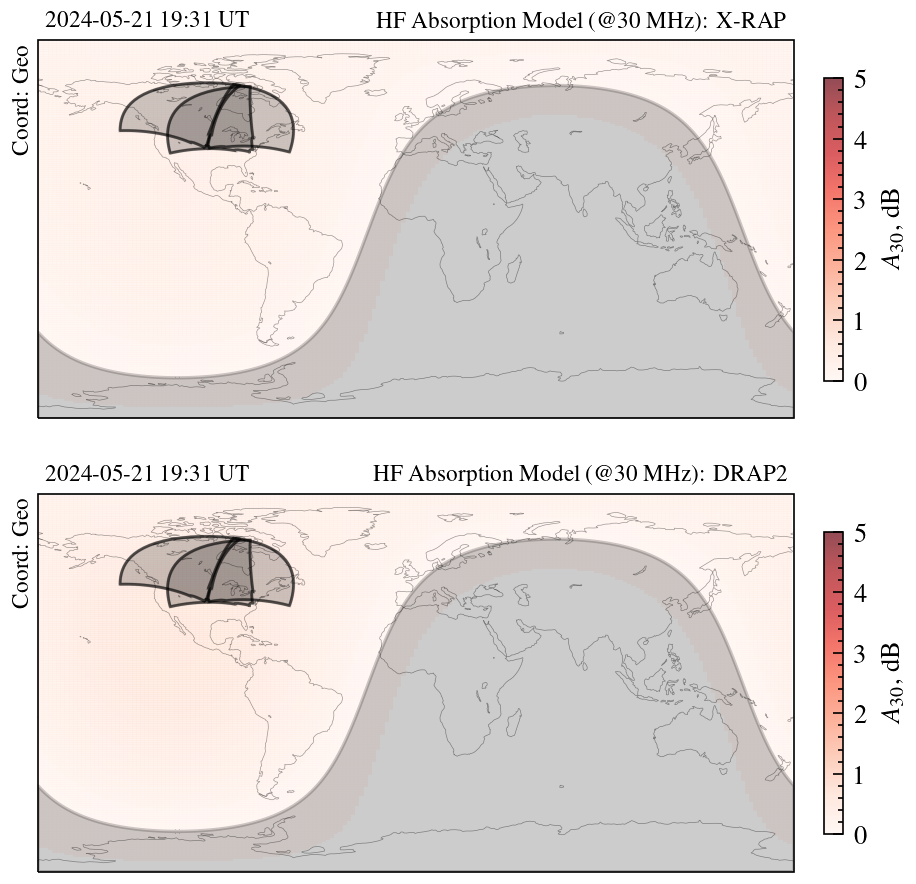 2024-05-21 19:31 UT HF Absorption Model (@30 MHz): X-RAP
Coord: Geo
5
4
3
2
1
0
A30, dB
2024-05-21 19:31 UT HF Absorption Model (@30 MHz): DRAP2
Coord: Geo
5
4
3
2
1
0
A30, dB